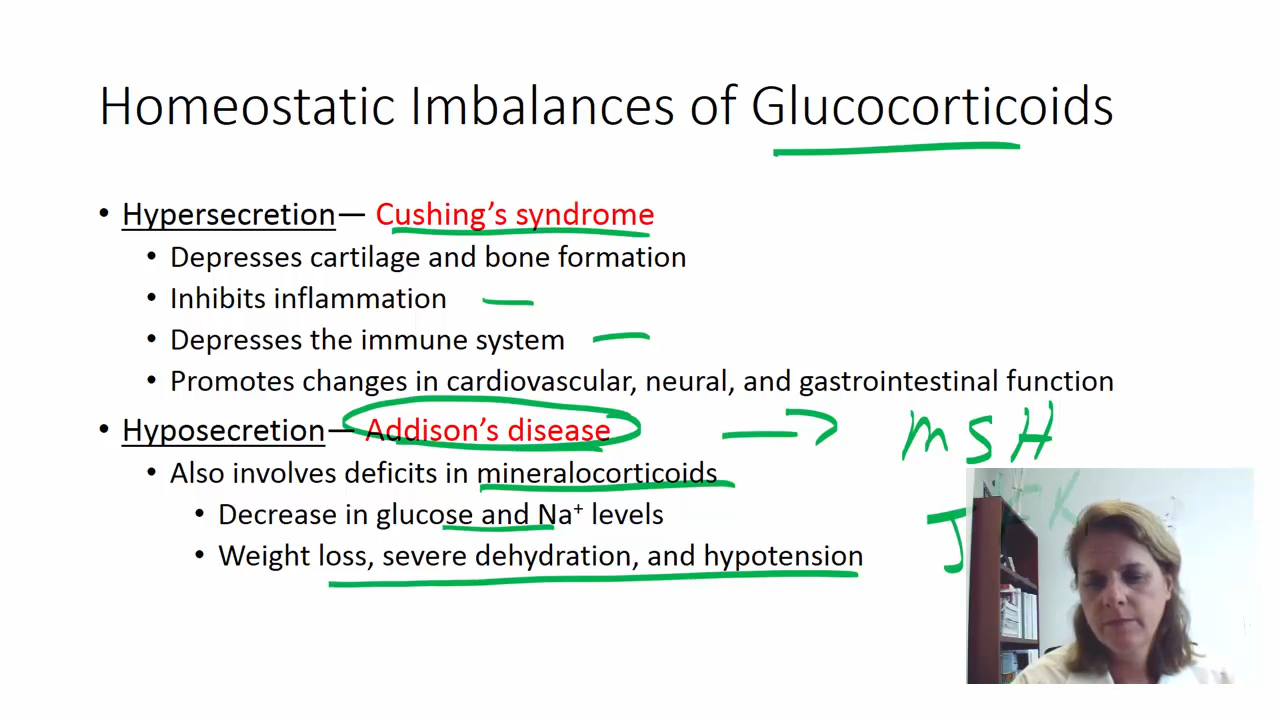 Homeostatic Imbalances of Glucocorticoids
• Hypersecretion— Cushing’s syndrome
• Depresses cartilage and bone formation
• Inhibits inflammation
• Depresses the immune system
• Promotes changes in cardiovascular, neural, and gastrointestinal function
• Hyposecretion— Addison’s disease
MSH
• Also involves deficits in mineralocorticoids
• Decrease in glucose and Na⁺ levels
• Weight loss, severe dehydration, and hypotension